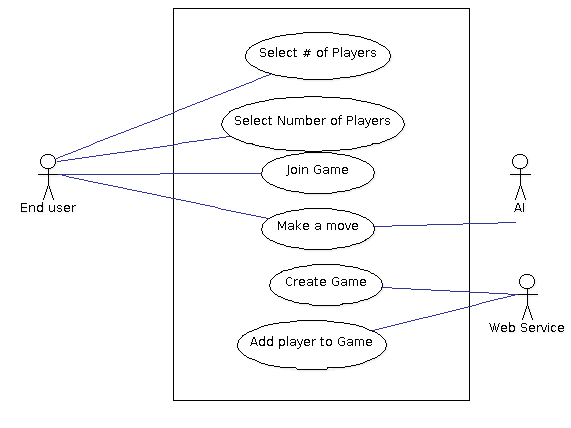 Select # of Players
Select Number of Players
Join Game
End user
AI
Make a move
Create Game
Web Service
Add player to Game